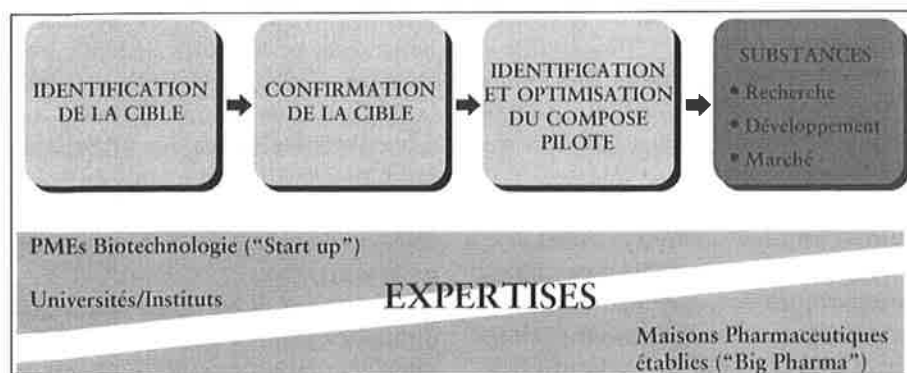 IDENTIFICATION
DE LA CIBLE
CONFIRMATION
DE LA CIBLE
IDENTIFICATION
ET OPTIMISATION
DU COMPOSE
PILOTE
SUBSTANCES
• Recherche
• Développement
• Marché
PMEs Biotechnologie (“Start up”)
Universités/Instituts
EXPERTISES
Maisons Pharmaceutiques
établies (“Big Pharma”)